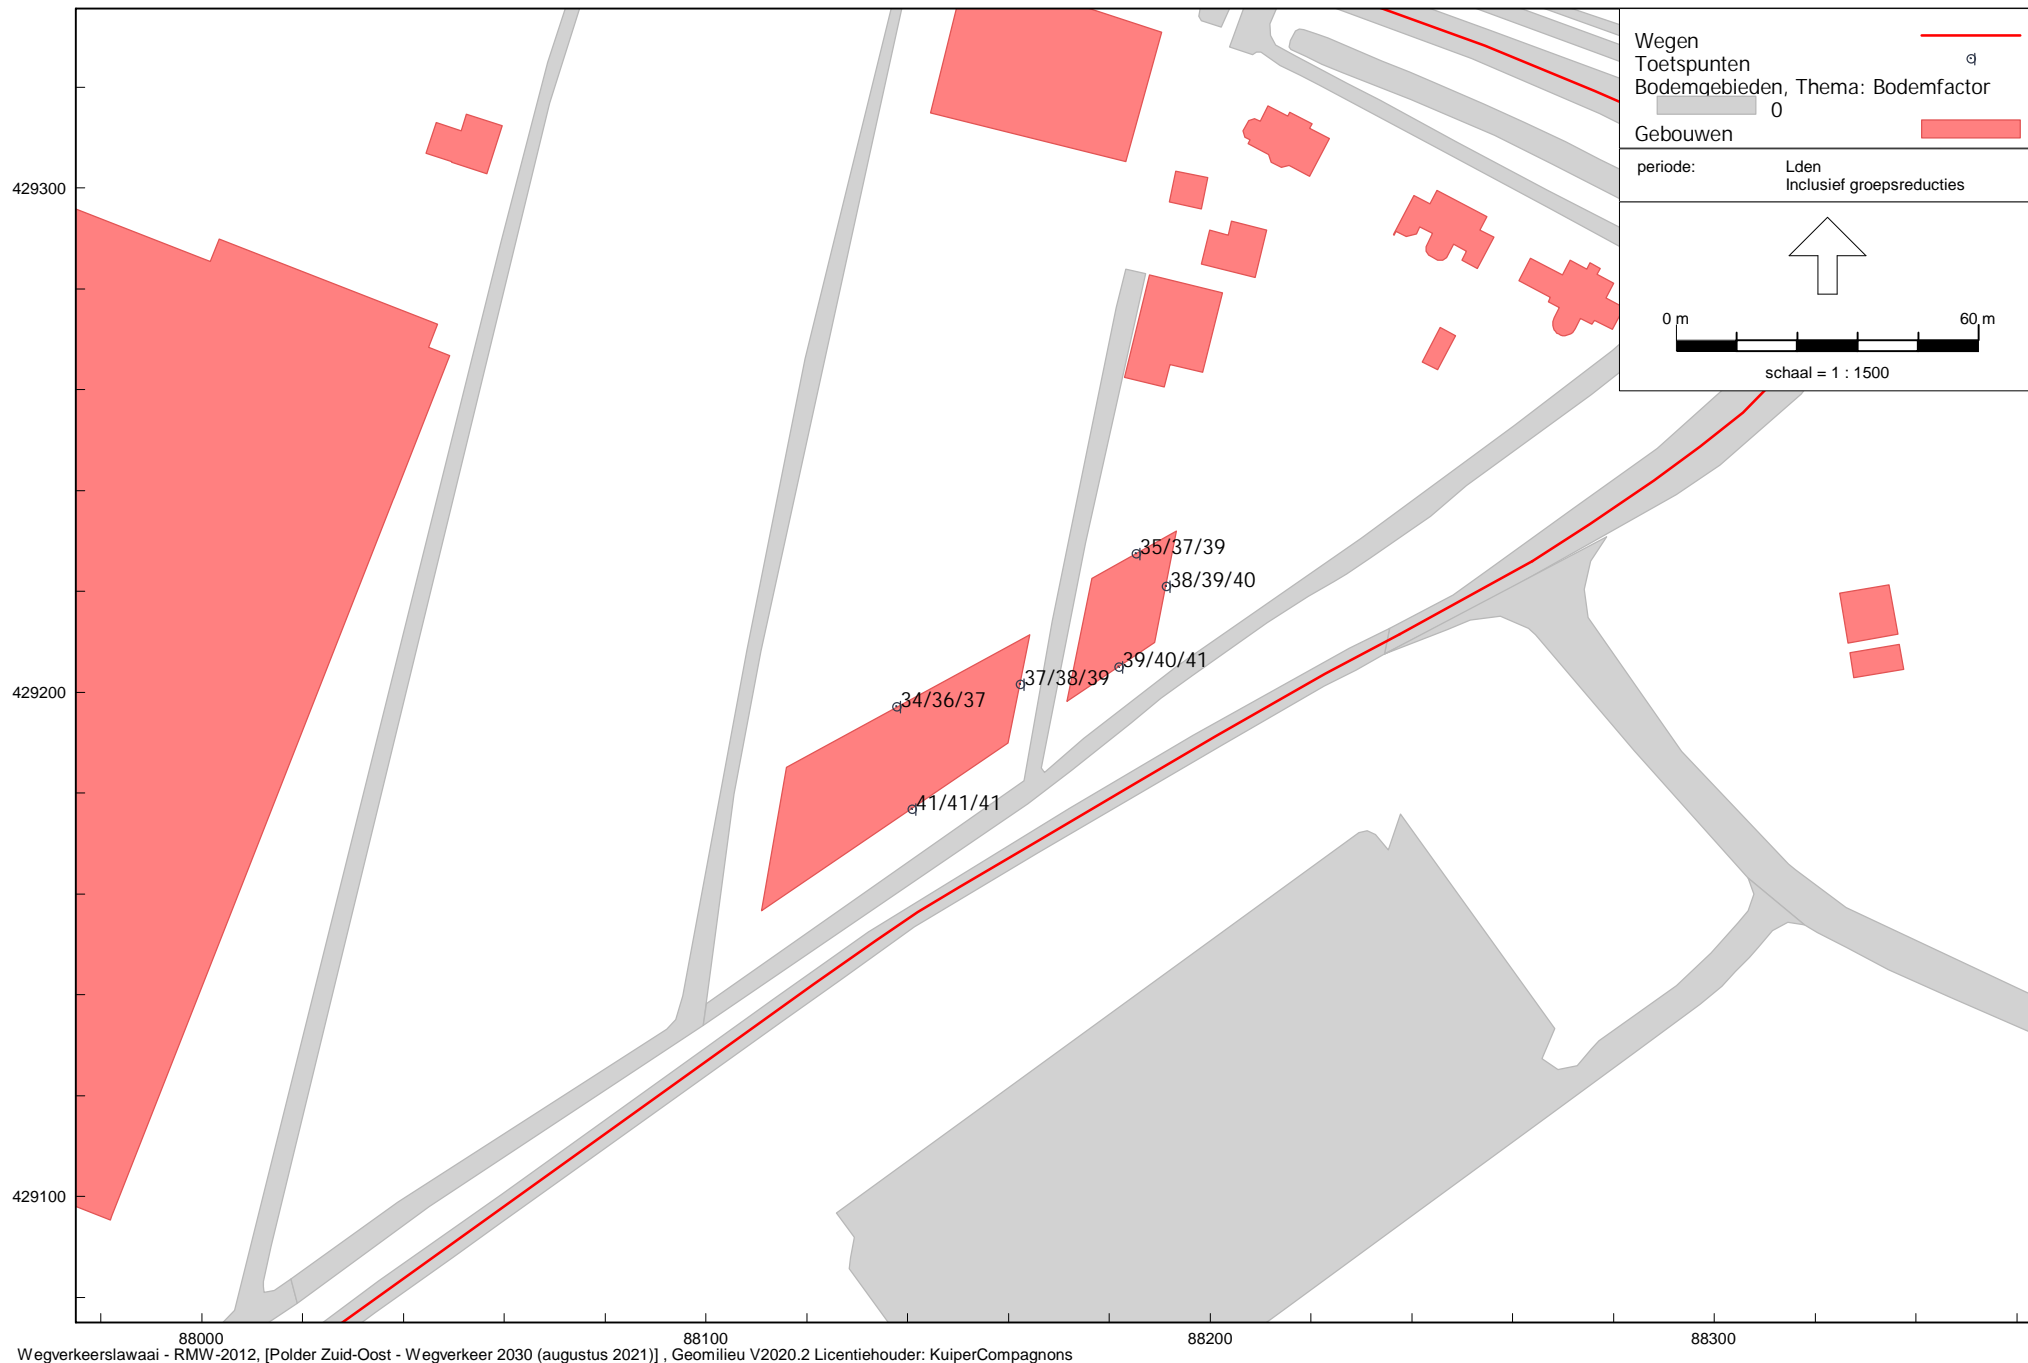 Wegen
Toetspunten
Bodemgebieden, Thema: Bodemfactor
0
Gebouwen
periode: Lden
Inclusief groepsreducties
0 m 60 m
schaal = 1 : 1500
429300
429200
429100
35/37/39
38/39/40
39/40/41
37/38/39
34/36/37
41/41/41
88000 88100 88200 88300
Wegverkeerslawaai - RMW-2012, [Polder Zuid-Oost - Wegverkeer 2030 (augustus 2021)] , Geomilieu V2020.2 Licentiehouder: KuiperCompagnons